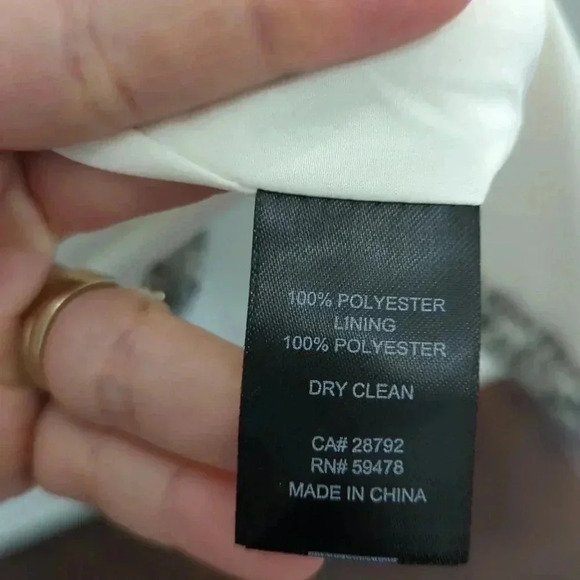 100% POLYESTER
LINING
100% POLYESTER
DRY CLEAN
CA# 28792
RN# 59478
MADE IN CHINA